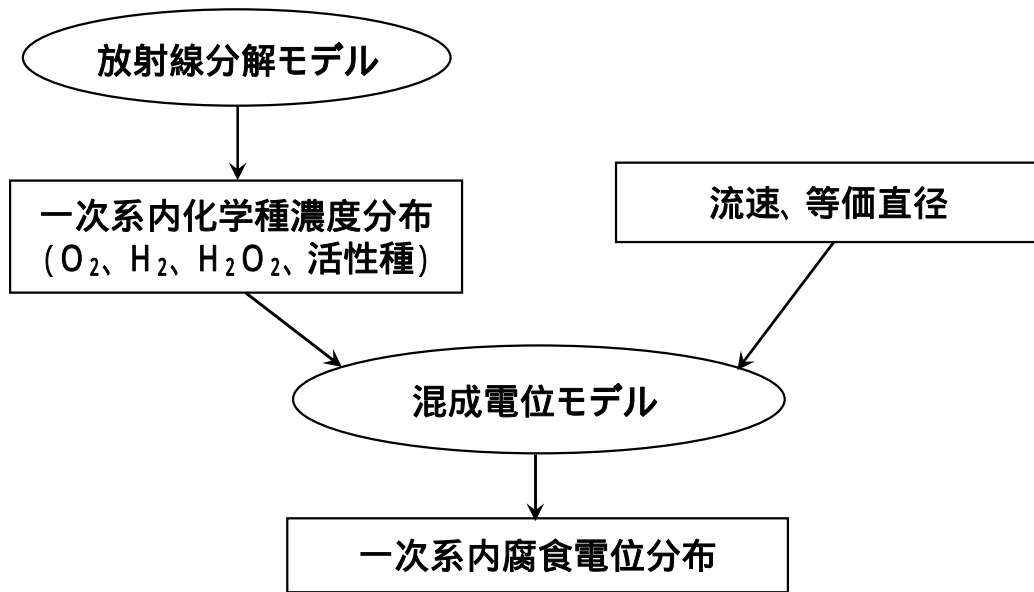 放射線分解モデル
一次系内化学種濃度分布
(O₂、H₂、H₂O₂、活性種)
流速、等価直径
混成電位モデル
一次系内腐食電位分布